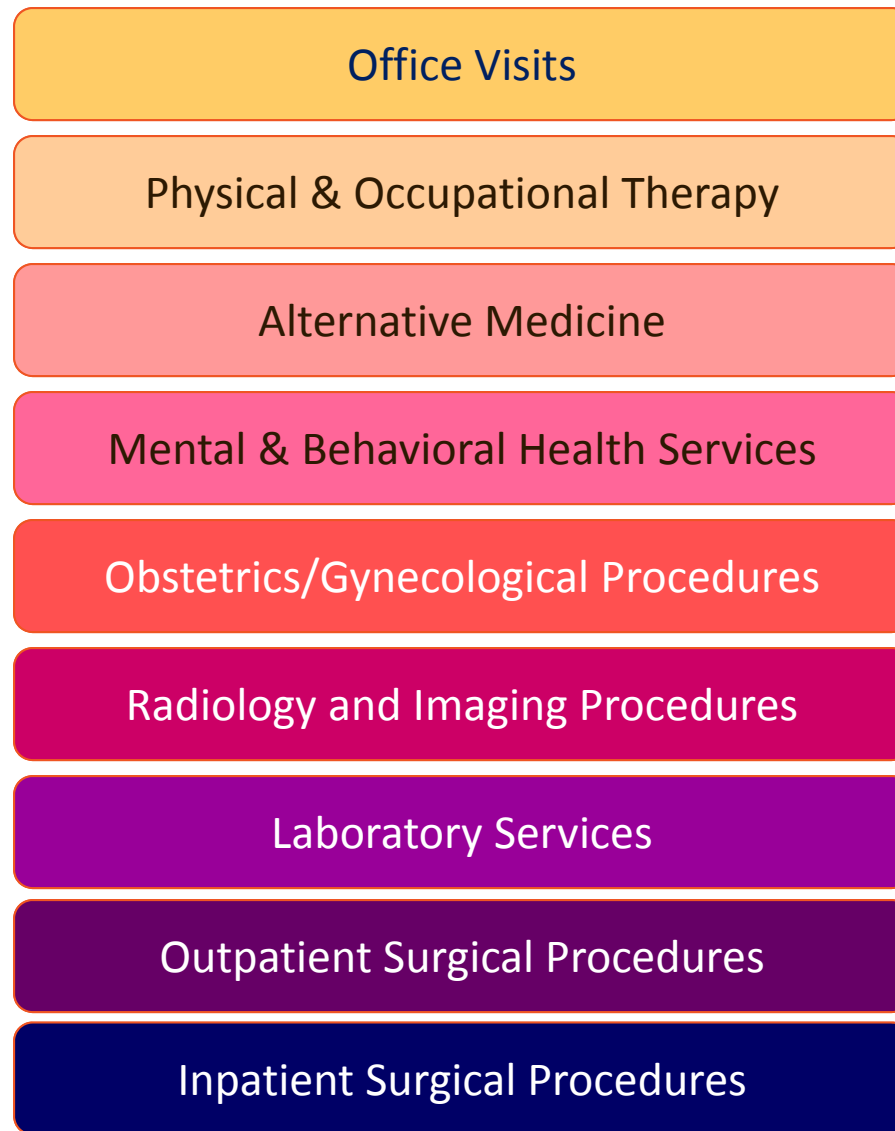 Office Visits
Physical & Occupational Therapy
Alternative Medicine
Mental & Behavioral Health Services
Obstetrics/Gynecological Procedures
Radiology and Imaging Procedures
Laboratory Services
Outpatient Surgical Procedures
Inpatient Surgical Procedures